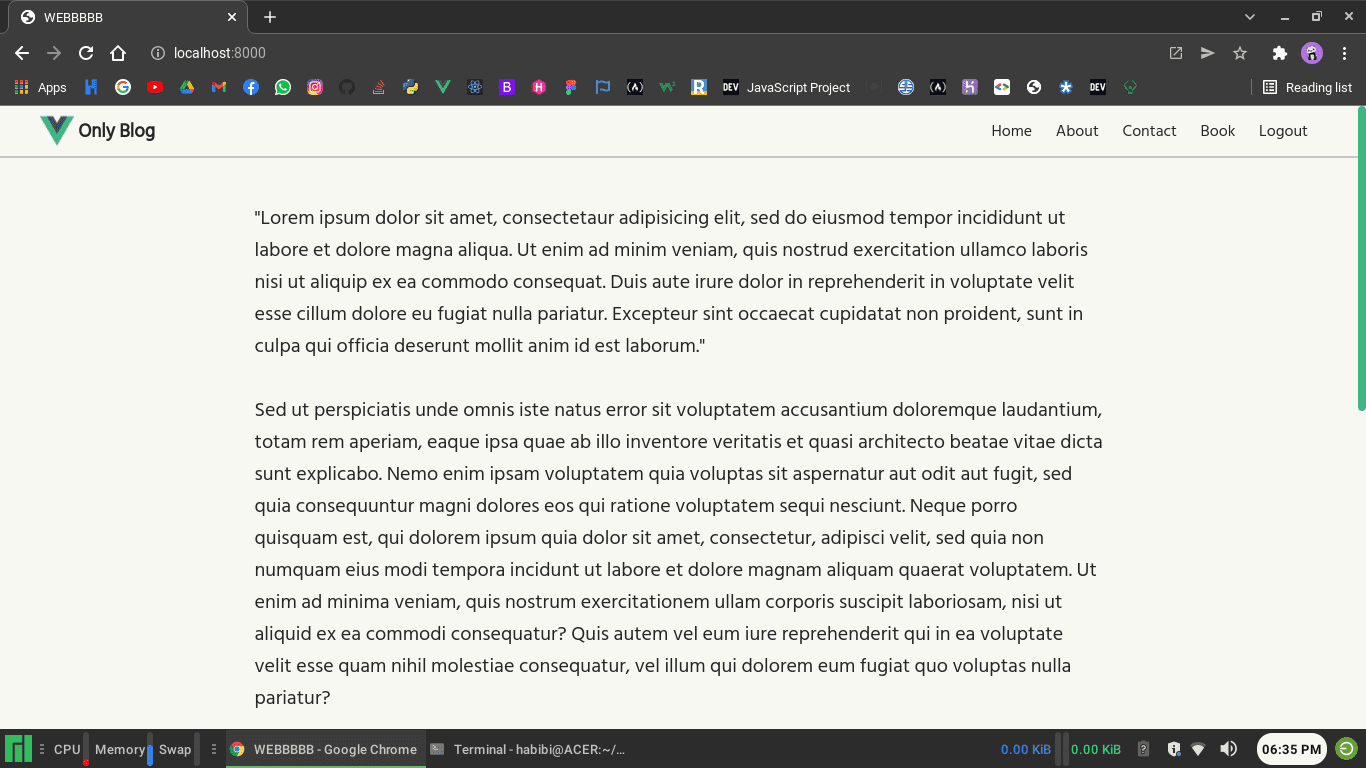 WEBBBBB
localhost:8000
Apps
DEV JavaScript Project
DEV
Reading list
Only Blog
Home About Contact Book Logout
"Lorem ipsum dolor sit amet, consectetaur adipisicing elit, sed do eiusmod tempor incididunt ut
labore et dolore magna aliqua. Ut enim ad minim veniam, quis nostrud exercitation ullamco laboris
nisi ut aliquip ex ea commodo consequat. Duis aute irure dolor in reprehenderit in voluptate velit
esse cillum dolore eu fugiat nulla pariatur. Excepteur sint occaecat cupidatat non proident, sunt in
culpa qui officia deserunt mollit anim id est laborum."
Sed ut perspiciatis unde omnis iste natus error sit voluptatem accusantium doloremque laudantium,
totam rem aperiam, eaque ipsa quae ab illo inventore veritatis et quasi architecto beatae vitae dicta
sunt explicabo. Nemo enim ipsam voluptatem quia voluptas sit aspernatur aut odit aut fugit, sed
quia consequuntur magni dolores eos qui ratione voluptatem sequi nesciunt. Neque porro
quisquam est, qui dolorem ipsum quia dolor sit amet, consectetur, adipisci velit, sed quia non
numquam eius modi tempora incidunt ut labore et dolore magnam aliquam quaerat voluptatem. Ut
enim ad minima veniam, quis nostrum exercitationem ullam corporis suscipit laboriosam, nisi ut
aliquid ex ea commodi consequatur? Quis autem vel eum iure reprehenderit qui in ea voluptate
velit esse quam nihil molestiae consequatur, vel illum qui dolorem eum fugiat quo voluptas nulla
pariatur?
CPU Memory Swap WEBBBBB - Google Chrome Terminal - habibi@ACER:~/... 0.00 KiB 0.00 KiB 06:35 PM